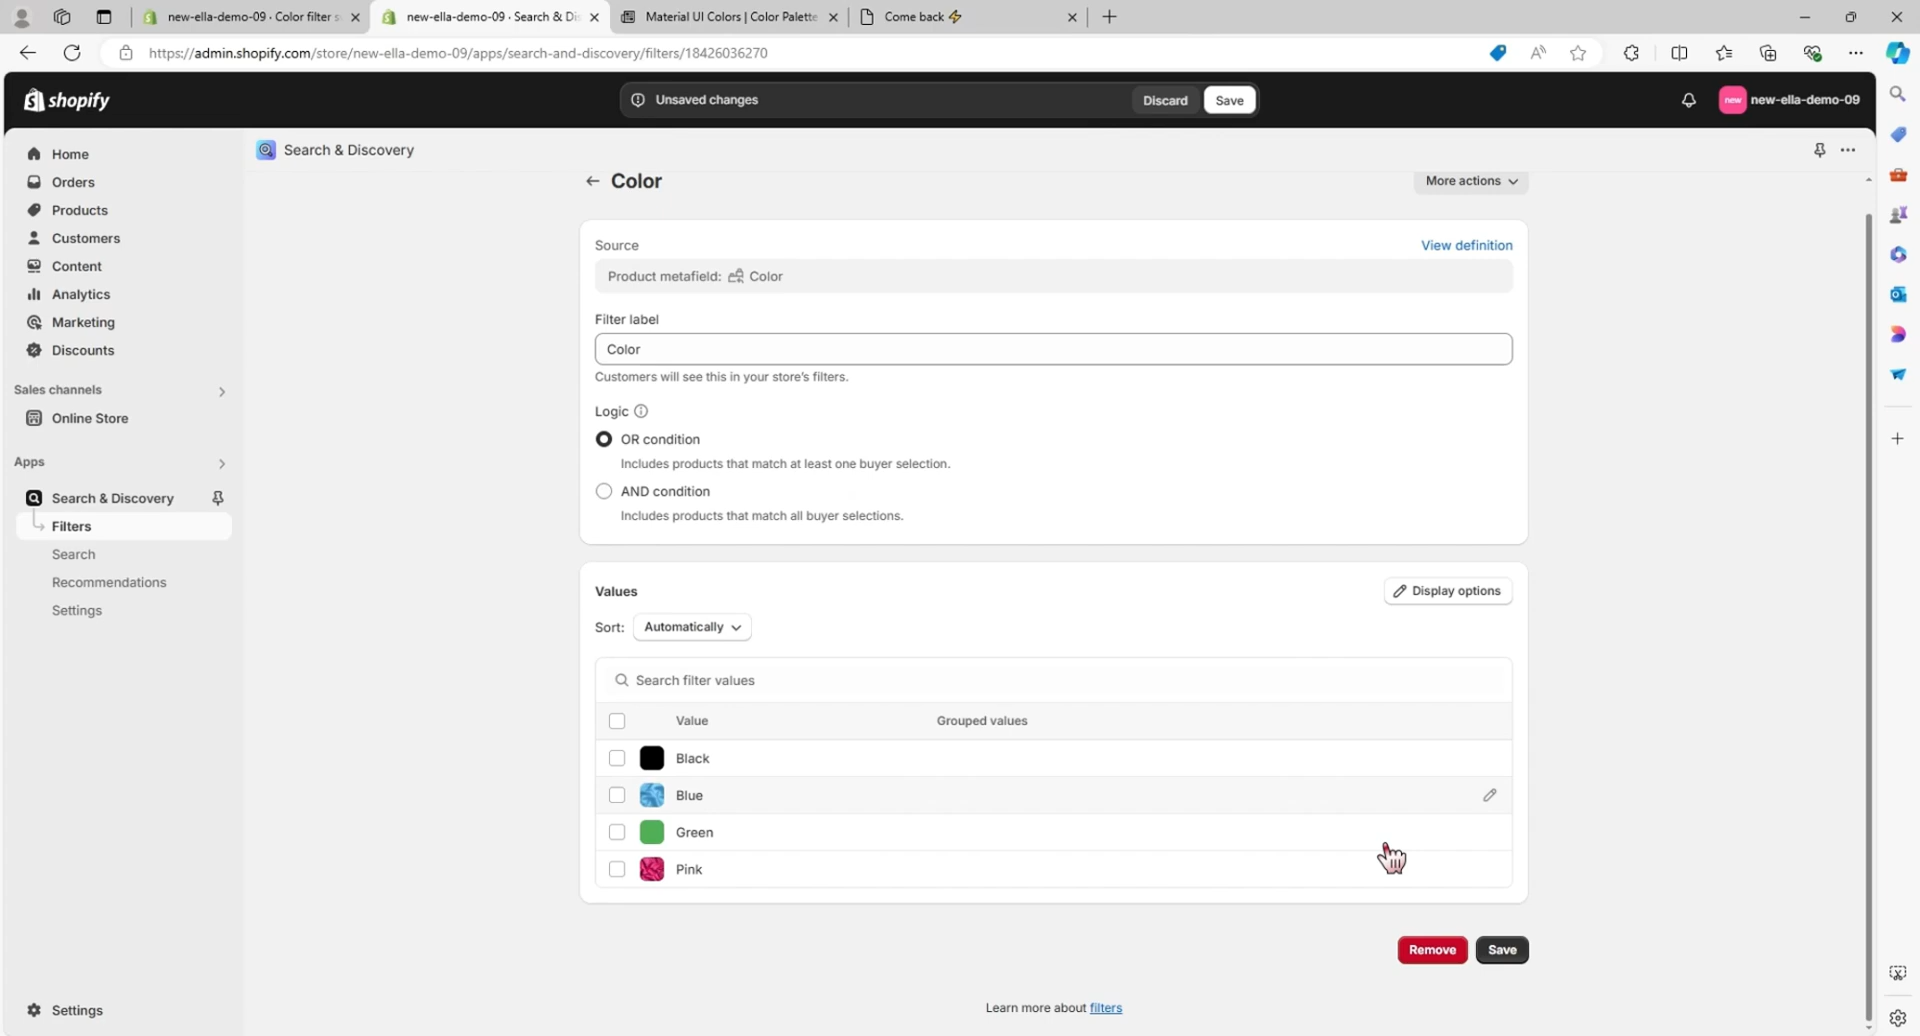 new-ella-demo-09 · Color filter s
new-ella-demo-09 · Search & Di
Material UI Colors | Color Palette
Come back ⚡
https://admin.shopify.com/store/new-ella-demo-09/apps/search-and-discovery/filters/18426036270
shopify
Unsaved changes
Discard
Save
new
new-ella-demo-09
Home
Orders
Products
Customers
Content
Analytics
Marketing
Discounts
Sales channels
Online Store
Apps
Search & Discovery
Filters
Search
Recommendations
Settings
Settings
Search & Discovery
Color
More actions
Source
View definition
Product metafield: Color
Filter label
Color
Customers will see this in your store's filters.
Logic
OR condition
Includes products that match at least one buyer selection.
AND condition
Includes products that match all buyer selections.
Values
Display options
Sort: Automatically
Search filter values
Value Grouped values
Black
Blue
Green
Pink
Remove
Save
Learn more about filters